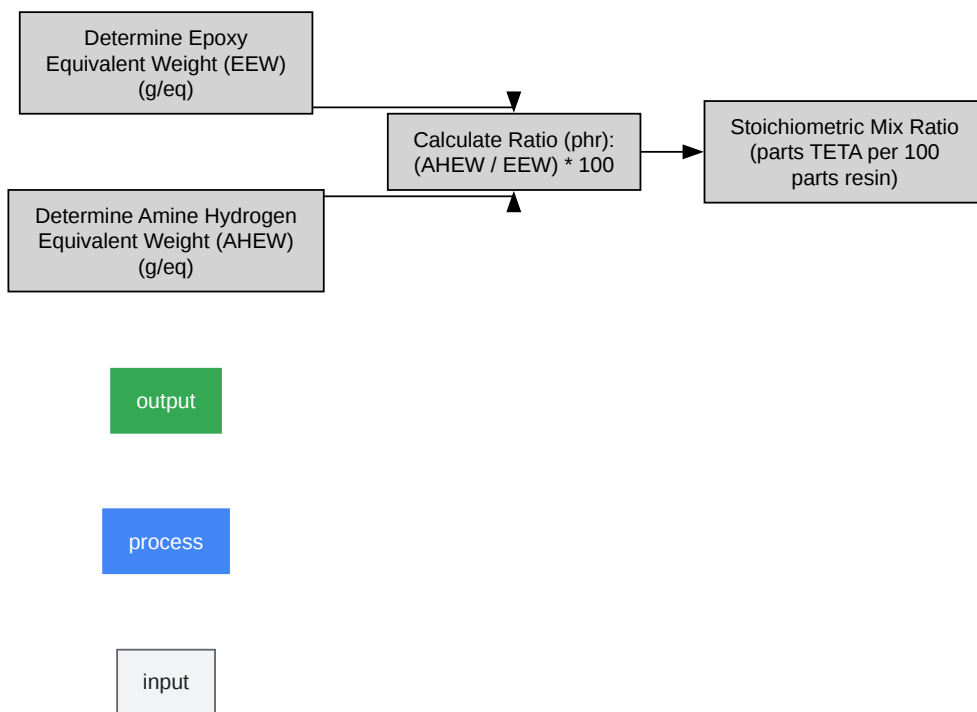 Determine Epoxy
Equivalent Weight (EEW)
(g/eq)
Calculate Ratio (phr):
(AHEW / EEW) * 100
Stoichiometric Mix Ratio
(parts TETA per 100
parts resin)
Determine Amine Hydrogen
Equivalent Weight (AHEW)
(g/eq)
output
process
input